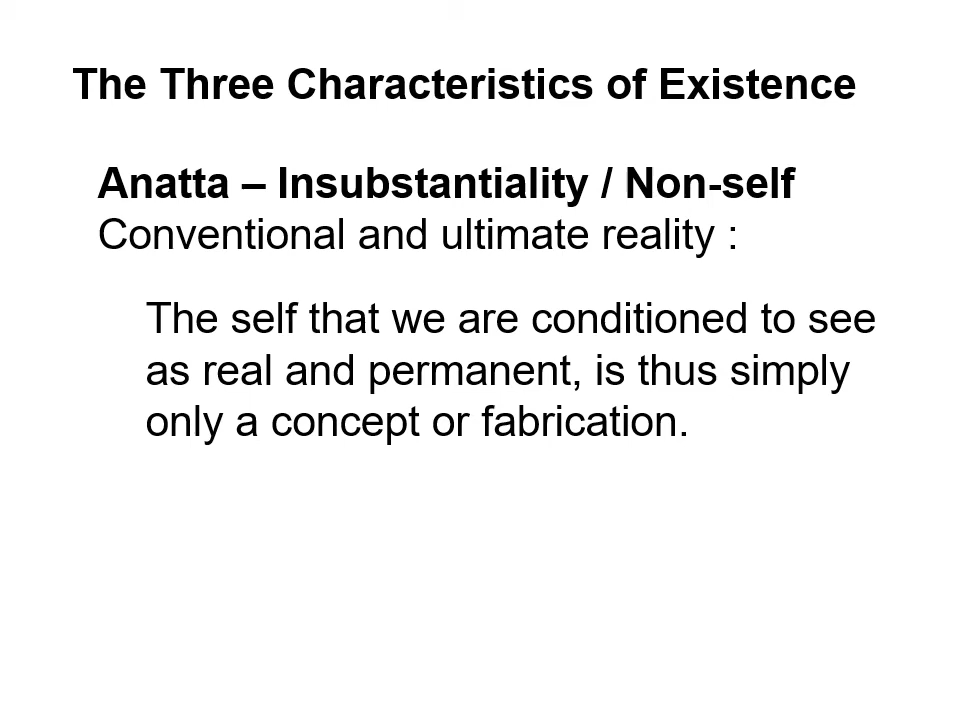 The Three Characteristics of Existence
Anatta – Insubstantiality / Non-self
Conventional and ultimate reality :
The self that we are conditioned to see
as real and permanent, is thus simply
only a concept or fabrication.